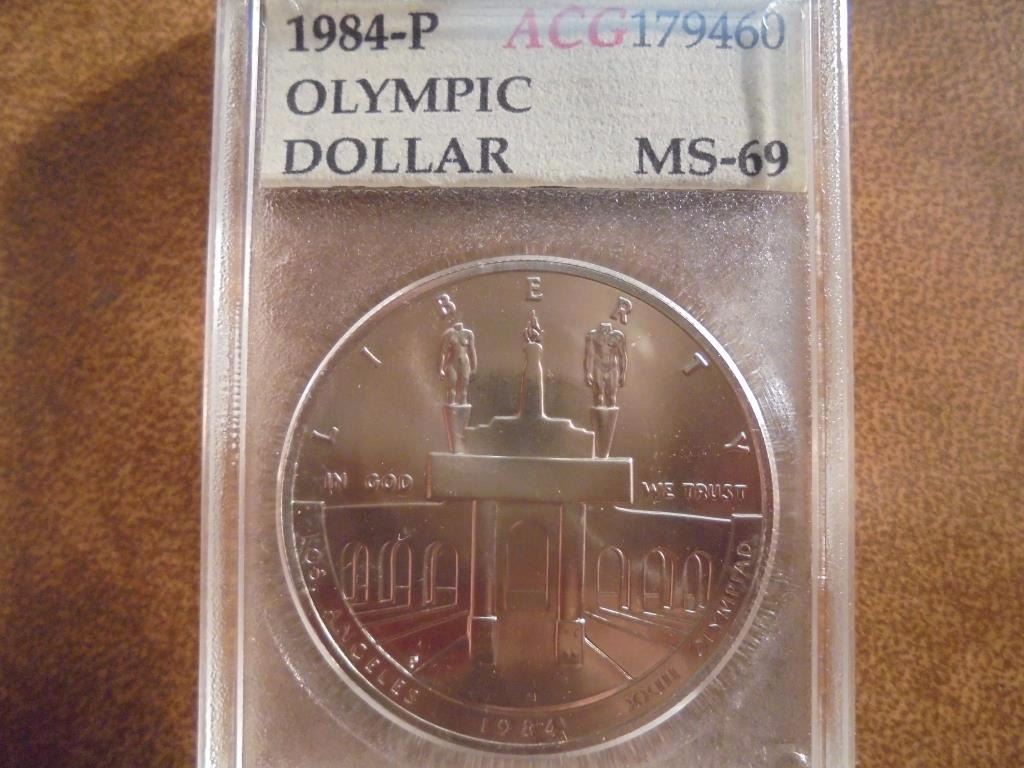 1984-P ACG179460
OLYMPIC
DOLLAR MS-69
LIBERTY
IN GOD WE TRUST
LOS ANGELES 1984 XXIII OLYMPIAD
P